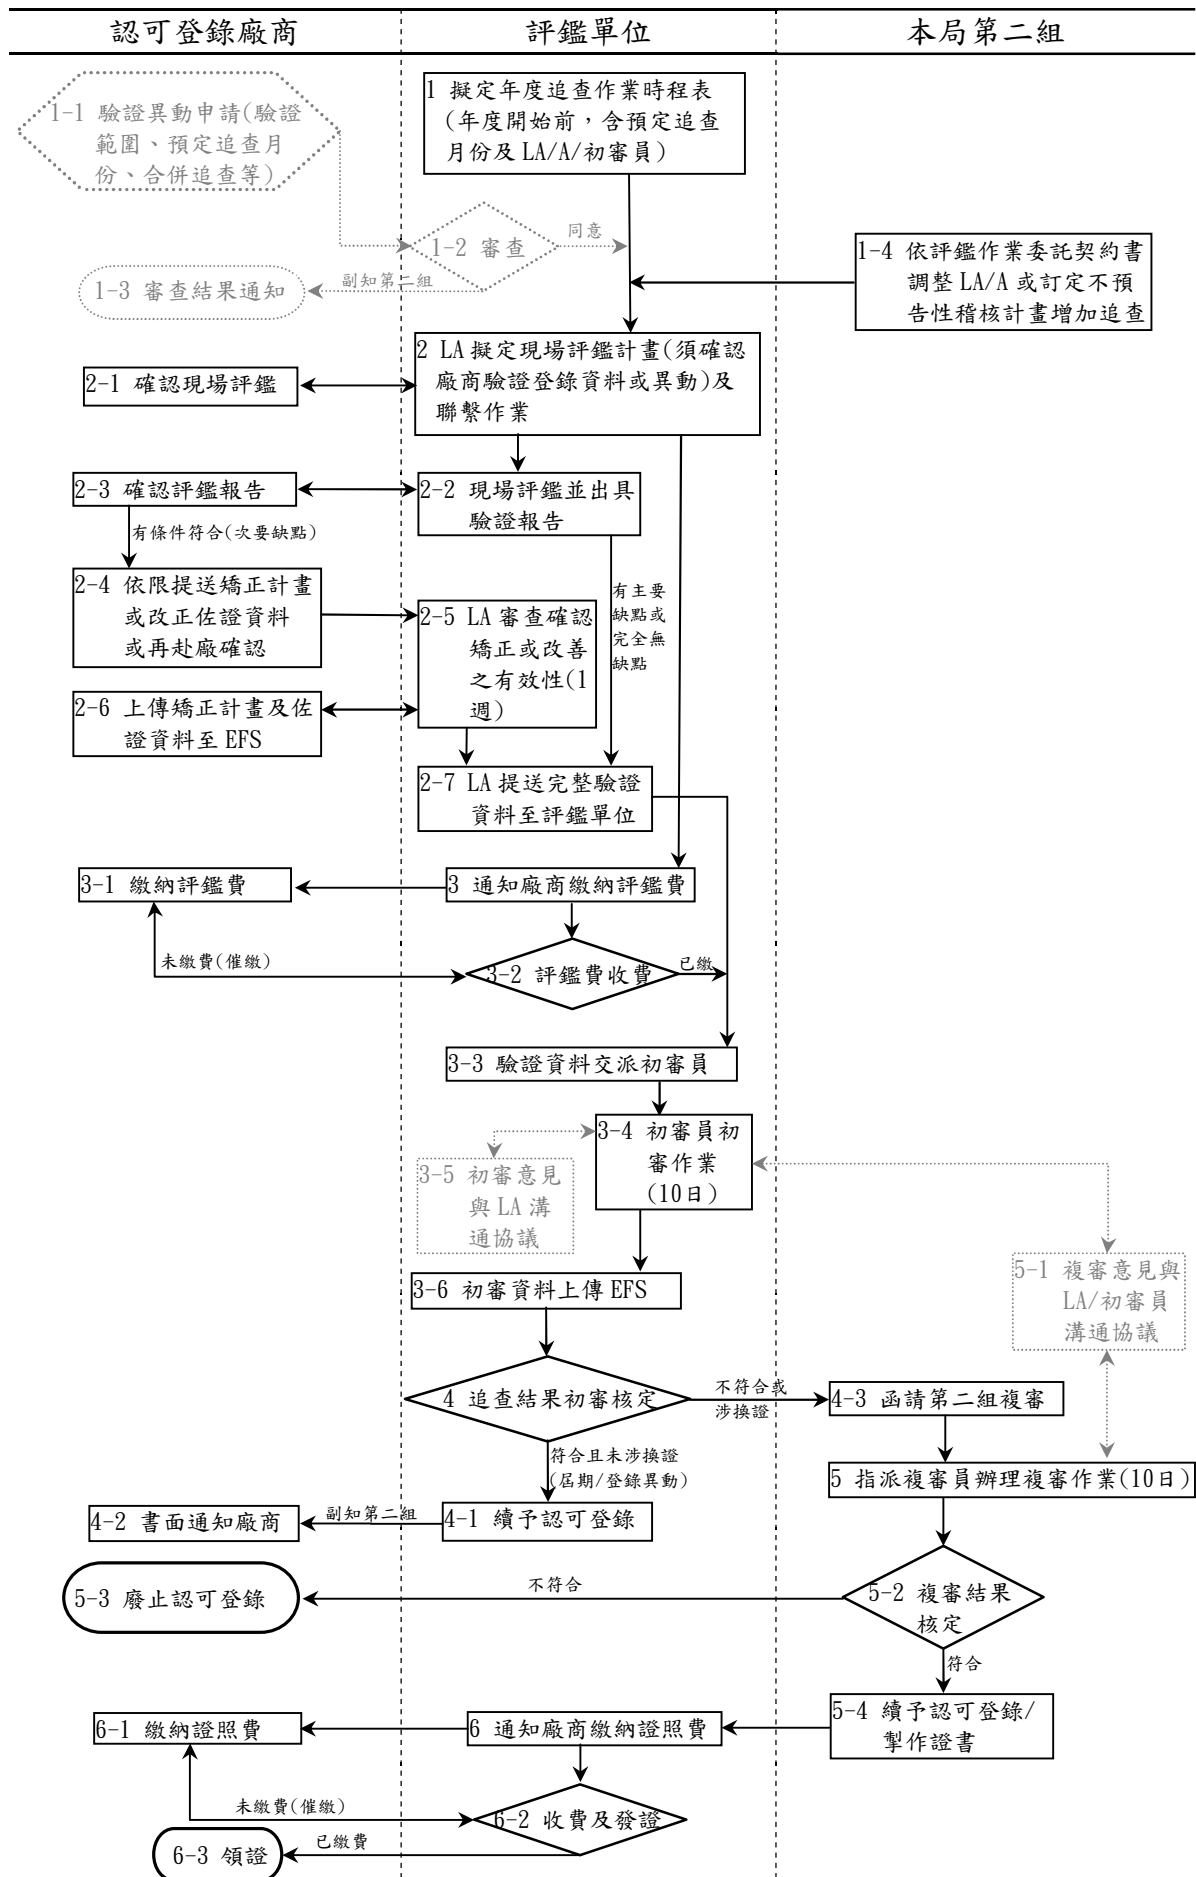 認可登錄廠商
評鑑單位
本局第二組
1-1 驗證異動申請(驗證
範圍、預定追查月
份、合併追查等)
1 擬定年度追查作業時程表
(年度開始前，含預定追查
月份及 LA/A/初審員)
1-2 審查
同意
副知第二組
1-3 審查結果通知
1-4 依評鑑作業委託契約書
調整 LA/A 或訂定不預
告性稽核計畫增加追查
2 LA 擬定現場評鑑計畫(須確認
廠商驗證登錄資料或異動)及
聯繫作業
2-1 確認現場評鑑
2-3 確認評鑑報告
2-2 現場評鑑並出具
驗證報告
有條件符合(次要缺點)
2-4 依限提送矯正計畫
或改正佐證資料
或再赴廠確認
2-5 LA 審查確認
矯正或改善
之有效性(1
週)
有主要
缺點或
完全無
缺點
2-6 上傳矯正計畫及佐
證資料至 EFS
2-7 LA 提送完整驗證
資料至評鑑單位
3-1 繳納評鑑費
3 通知廠商繳納評鑑費
未繳費(催繳)
3-2 評鑑費收費
已繳
3-3 驗證資料交派初審員
3-4 初審員初
審作業
(10日)
3-5 初審意見
與 LA 溝
通協議
3-6 初審資料上傳 EFS
5-1 複審意見與
LA/初審員
溝通協議
4 追查結果初審核定
不符合或
涉換證
4-3 函請第二組複審
符合且未涉換證
(屆期/登錄異動)
5 指派複審員辦理複審作業(10日)
4-2 書面通知廠商
副知第二組
4-1 續予認可登錄
5-3 廢止認可登錄
不符合
5-2 複審結果
核定
符合
5-4 續予認可登錄/
掣作證書
6-1 繳納證照費
6 通知廠商繳納證照費
未繳費(催繳)
6-2 收費及發證
已繳費
6-3 領證